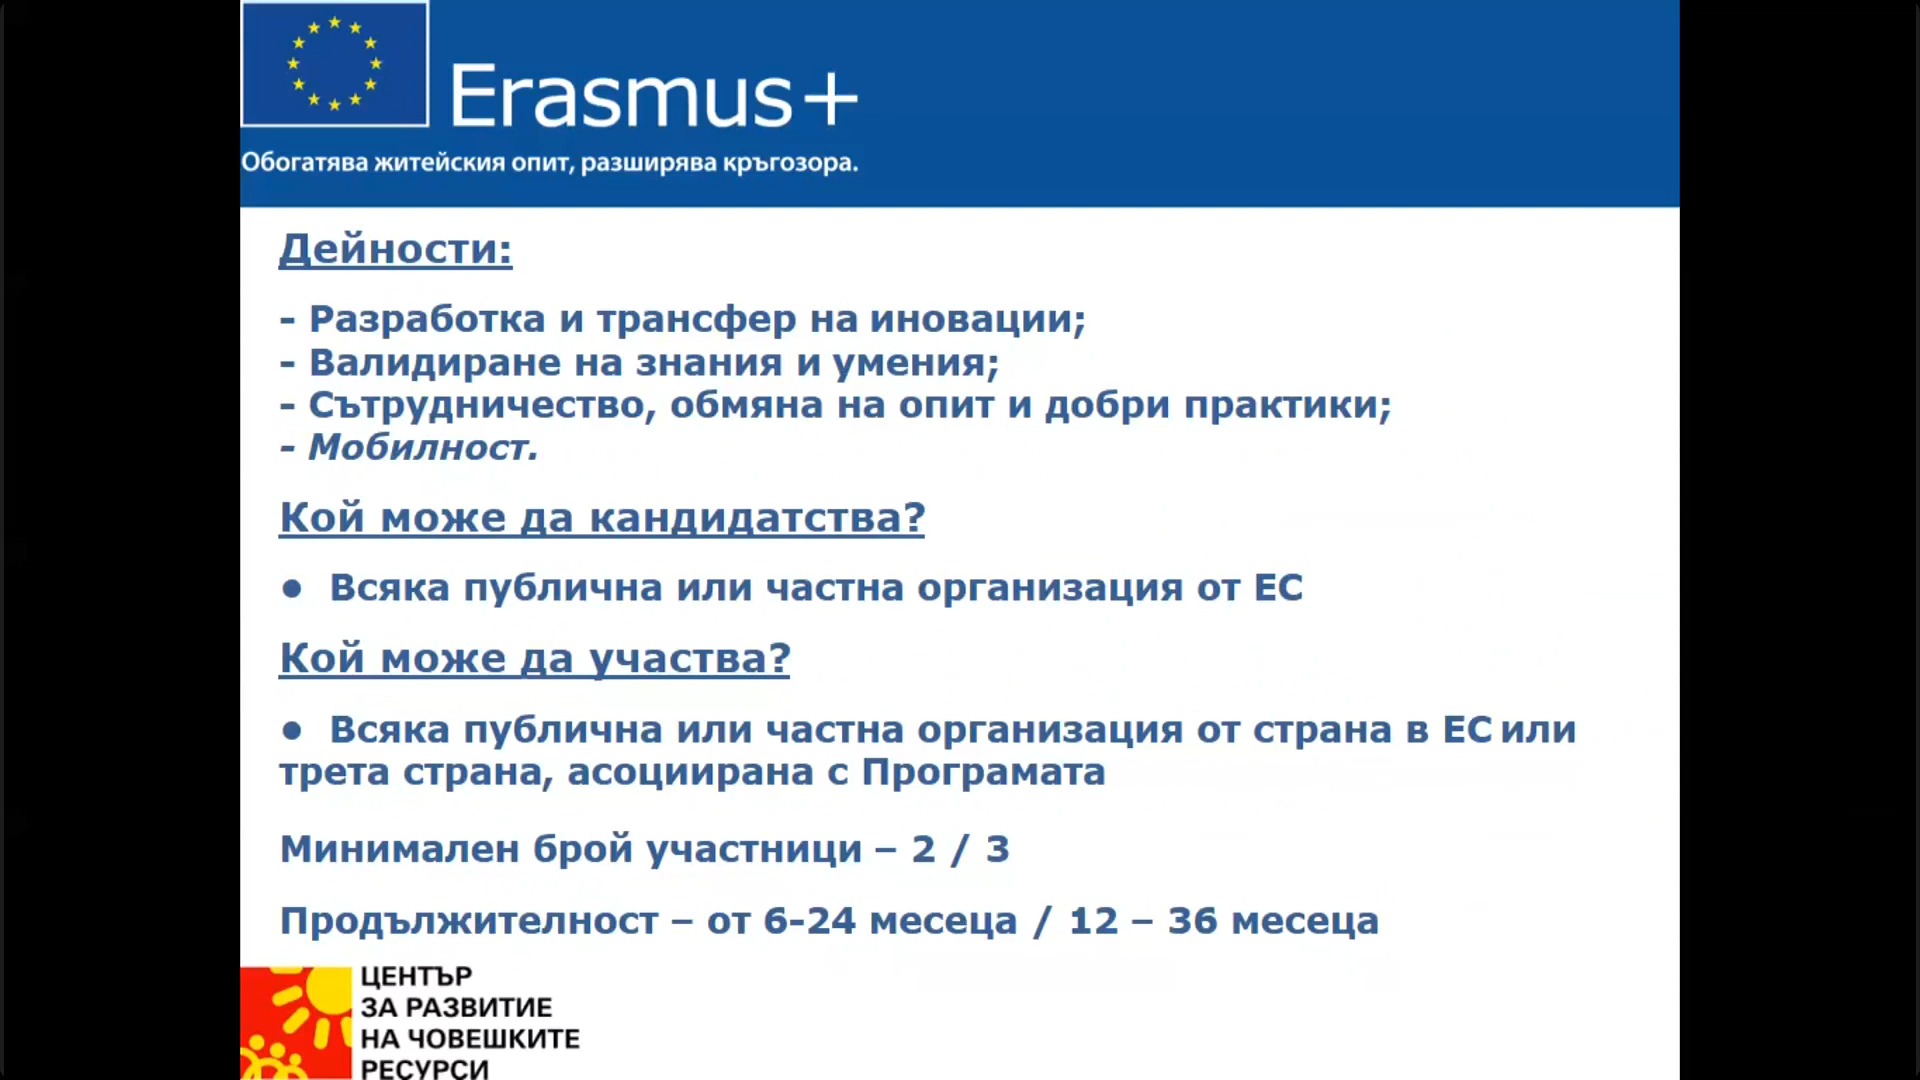 Erasmus+
Обогатява житейския опит, разширява кръгозора.
Дейности:
- Разработка и трансфер на иновации;
- Валидиране на знания и умения;
- Сътрудничество, обмяна на опит и добри практики;
- Мобилност.
Кой може да кандидатства?
● Всяка публична или частна организация от ЕС
Кой може да участва?
● Всяка публична или частна организация от страна в ЕС или
трета страна, асоциирана с Програмата
Минимален брой участници – 2 / 3
Продължителност – от 6-24 месеца / 12 – 36 месеца
ЦЕНТЪР
ЗА РАЗВИТИЕ
НА ЧОВЕШКИТЕ
РЕСУРСИ